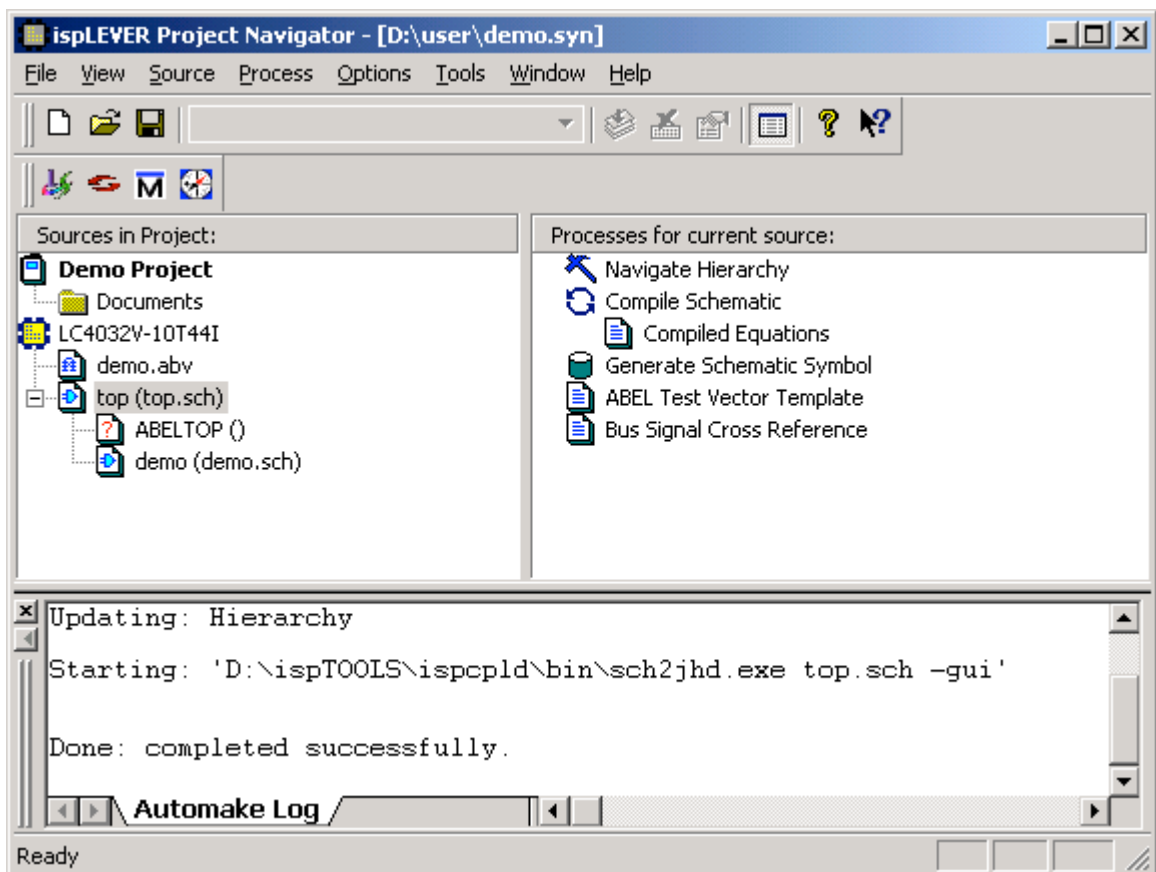 ispLEVER Project Navigator - [D:\user\demo.syn]
File View Source Process Options Tools Window Help
Sources in Project:
Demo Project
Documents
LC4032V-10T44I
demo.abv
top (top.sch)
ABELTOP ()
demo (demo.sch)
Processes for current source:
Navigate Hierarchy
Compile Schematic
Compiled Equations
Generate Schematic Symbol
ABEL Test Vector Template
Bus Signal Cross Reference
Updating: Hierarchy
Starting: 'D:\ispTOOLS\ispcpld\bin\sch2jhd.exe top.sch -gui'
Done: completed successfully.
Automake Log
Ready